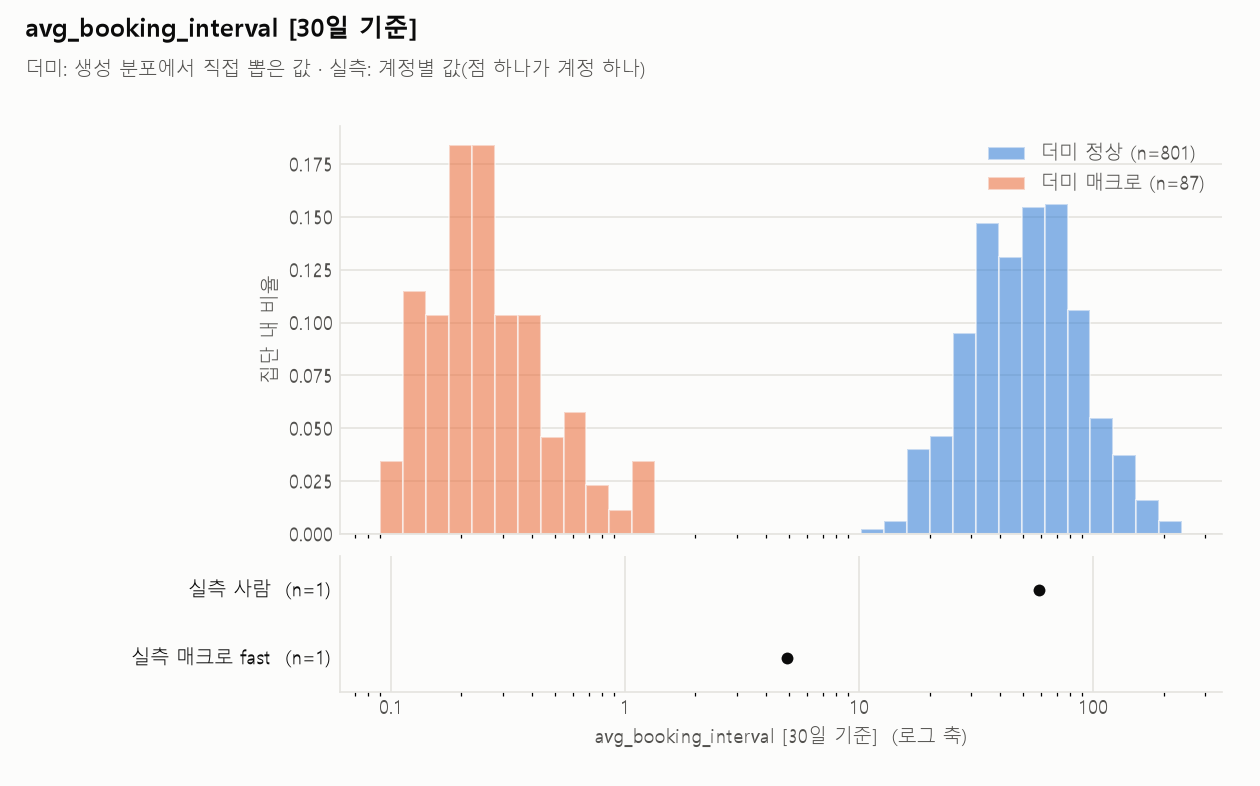 avg_booking_interval [30일 기준]
더미: 생성 분포에서 직접 뽑은 값 · 실측: 계정별 값(점 하나가 계정 하나)
더미 정상 (n=801)
더미 매크로 (n=87)
집단 내 비율
0.175
0.150
0.125
0.100
0.075
0.050
0.025
0.000
실측 사람 (n=1)
실측 매크로 fast (n=1)
0.1 1 10 100
avg_booking_interval [30일 기준] (로그 축)